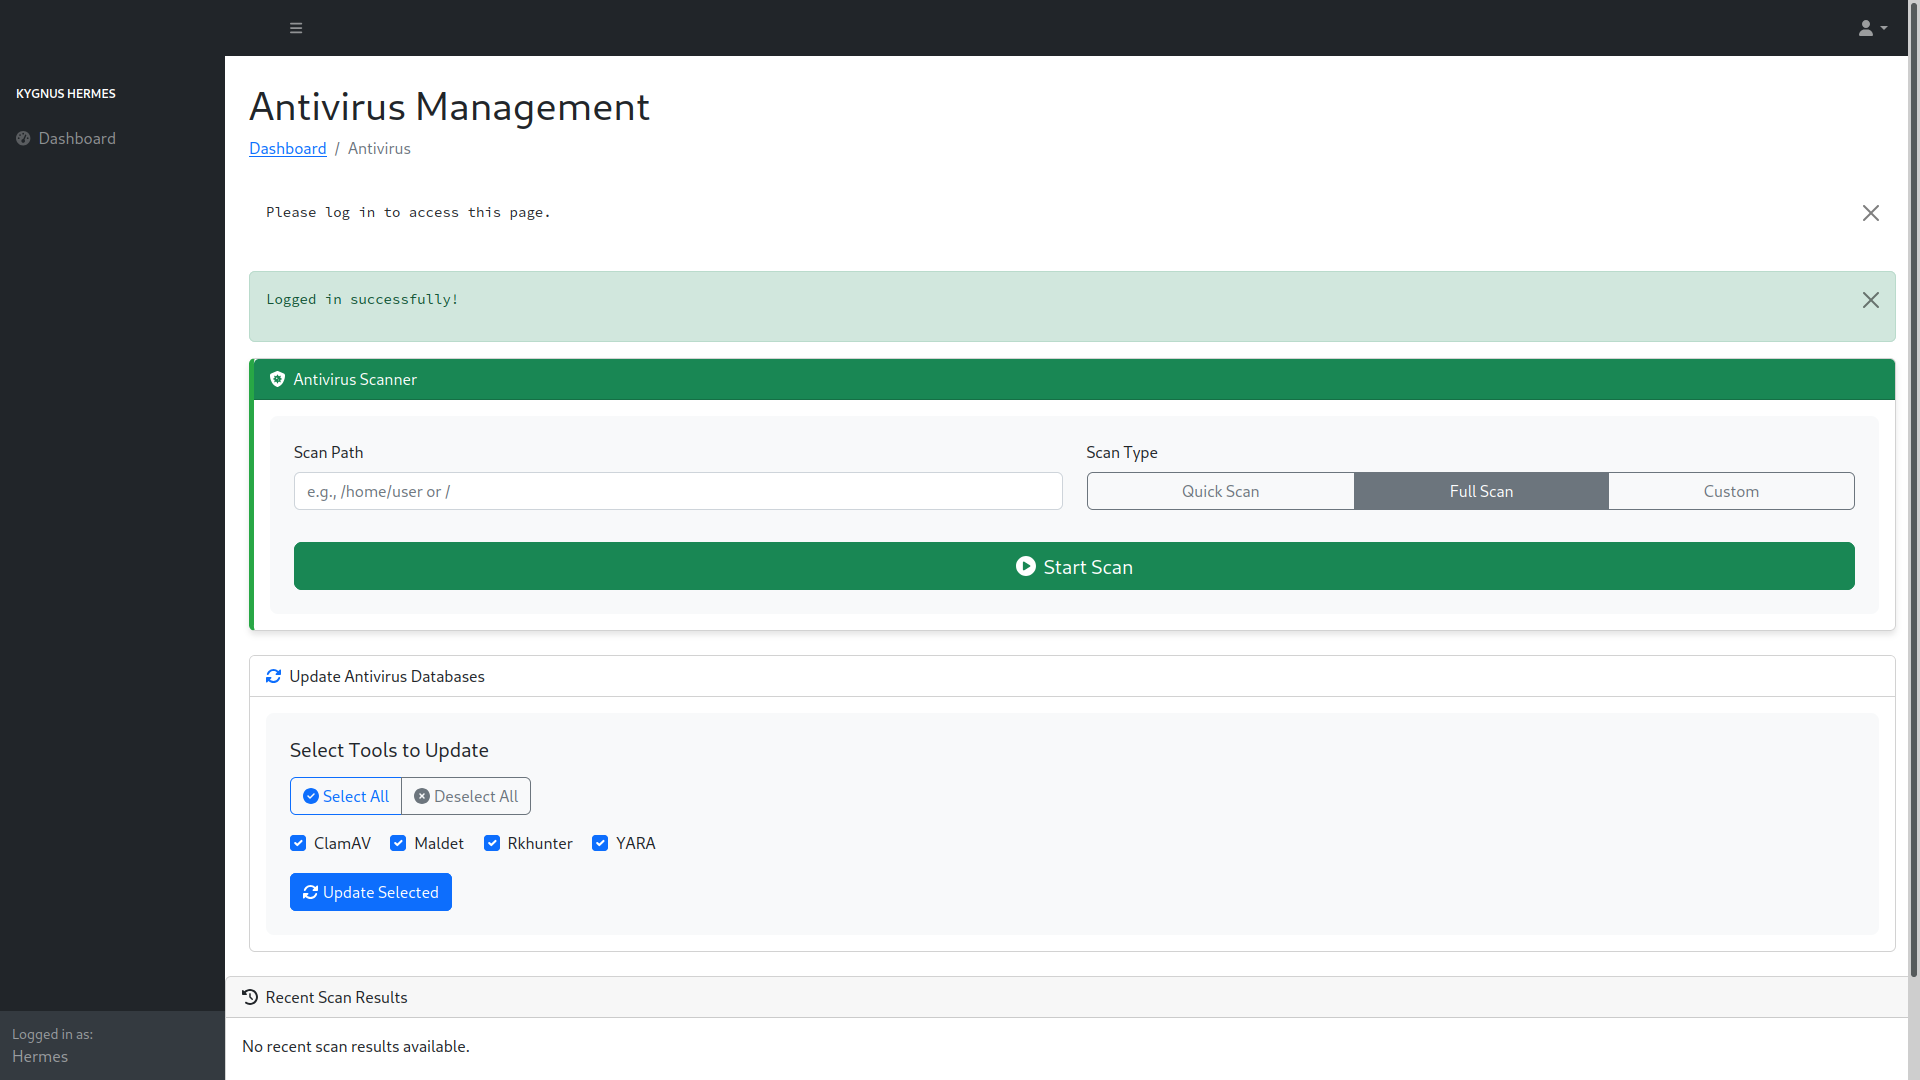 KYGNUS HERMES
Dashboard
Antivirus Management
Dashboard / Antivirus
Please log in to access this page.
Logged in successfully!
Antivirus Scanner
Scan Path
Scan Type
e.g., /home/user or /
Quick Scan
Full Scan
Custom
Start Scan
Update Antivirus Databases
Select Tools to Update
Select All
Deselect All
ClamAV
Maldet
Rkhunter
YARA
Update Selected
Recent Scan Results
No recent scan results available.
Logged in as:
Hermes